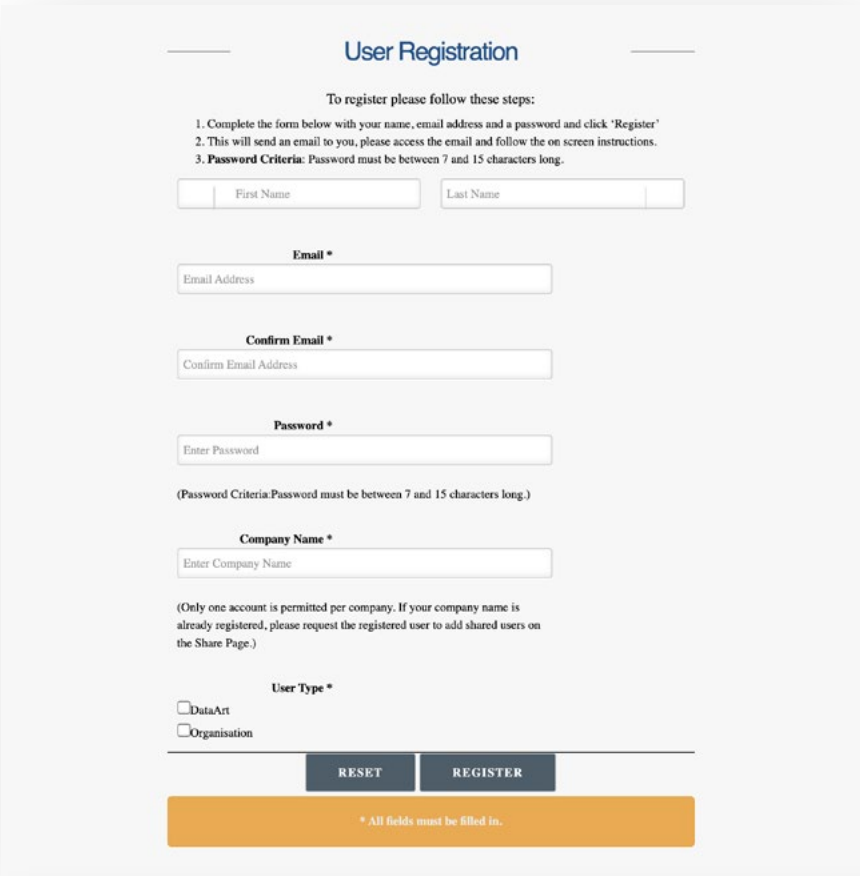 User Registration
To register please follow these steps:
1. Complete the form below with your name, email address and a password and click ‘Register’
2. This will send an email to you, please access the email and follow the on screen instructions.
3. Password Criteria: Password must be between 7 and 15 characters long.
First Name Last Name
Email *
Email Address
Confirm Email *
Confirm Email Address
Password *
Enter Password
(Password Criteria:Password must be between 7 and 15 characters long.)
Company Name *
Enter Company Name
(Only one account is permitted per company. If your company name is
already registered, please request the registered user to add shared users on
the Share Page.)
User Type *
DataArt
Organisation
RESET REGISTER
* All fields must be filled in.